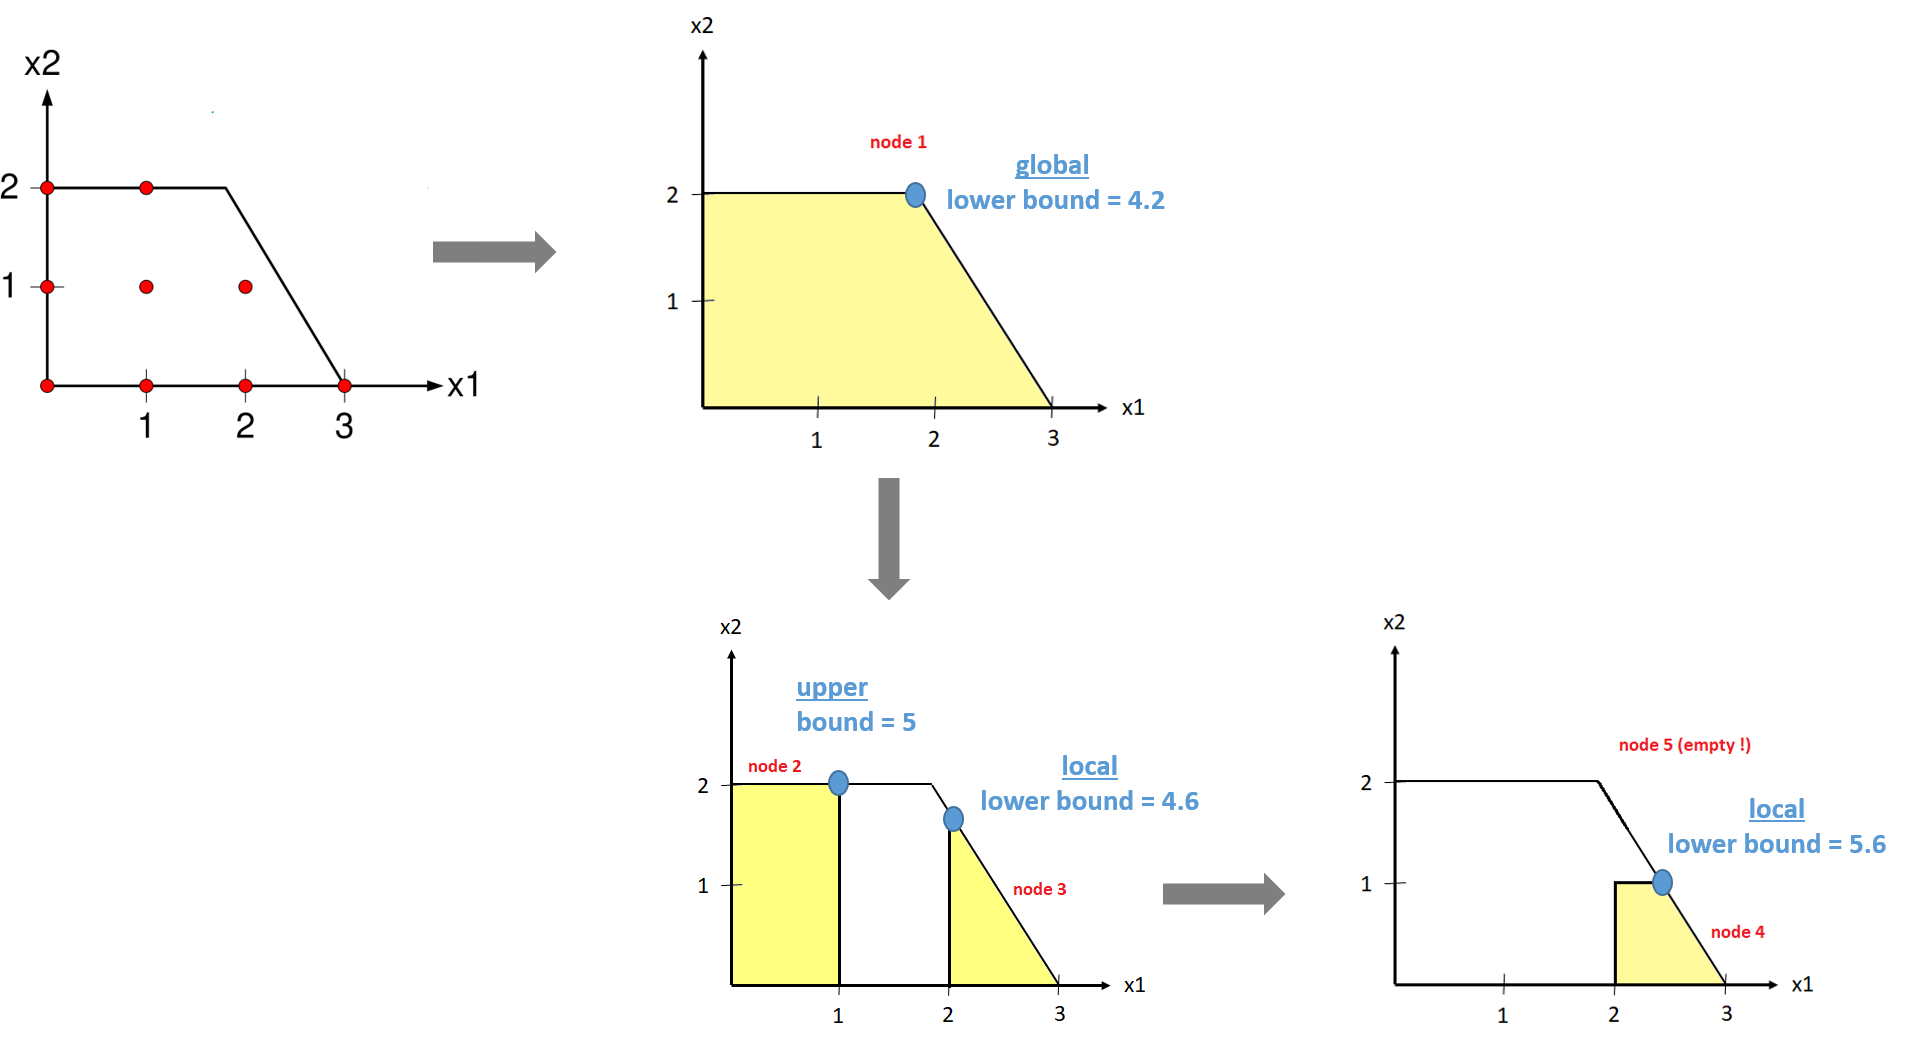 x2
2
1
x1
1 2 3
x2
node 1
global
lower bound = 4.2
2
1
x1
1 2 3
x2
upper
bound = 5
node 2
local
lower bound = 4.6
2
1
node 3
x1
1 2 3
x2
node 5 (empty !)
2
local
lower bound = 5.6
1
node 4
x1
1 2 3